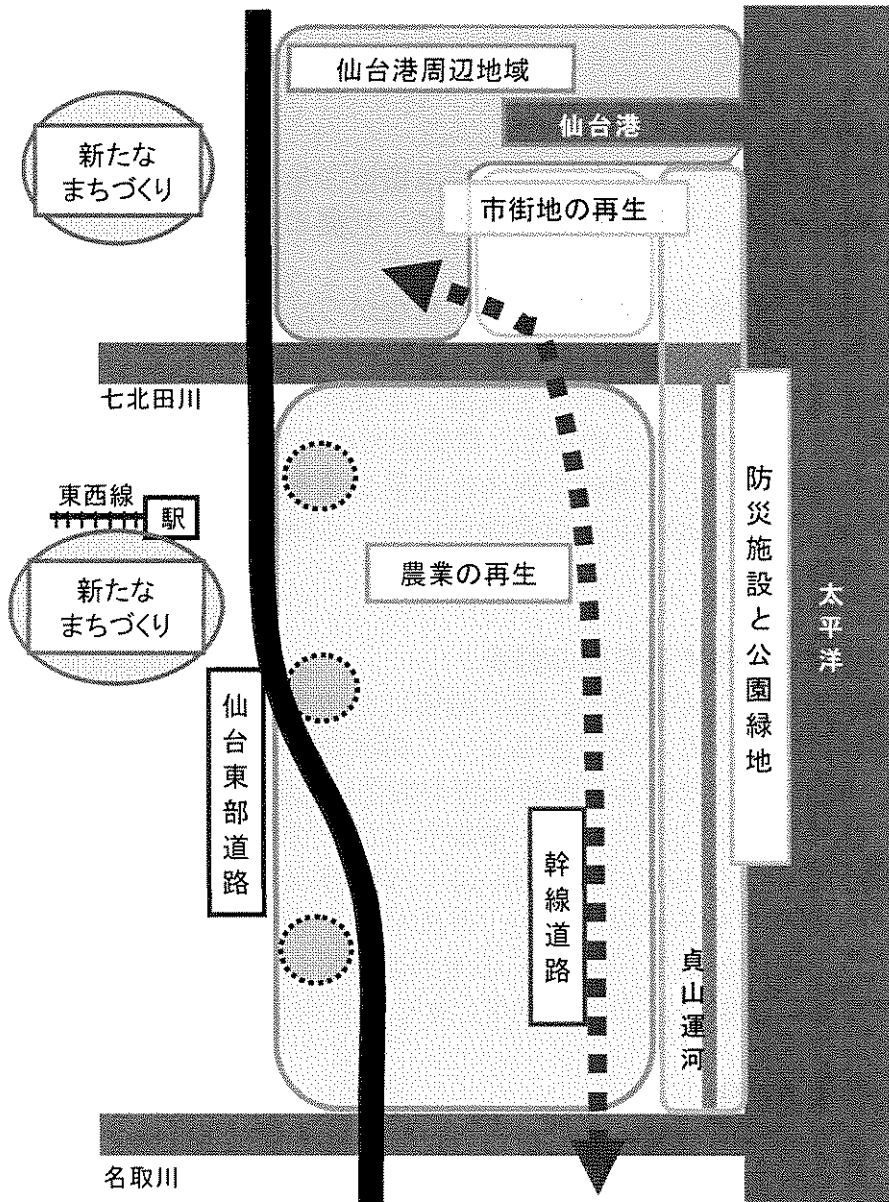 仙台港周辺地域
仙台港
新たな
まちづくり
市街地の再生
七北田川
東西線
駅
新たな
まちづくり
農業の再生
防災施設と公園緑地
太平洋
仙台東部道路
幹線道路
貞山運河
名取川